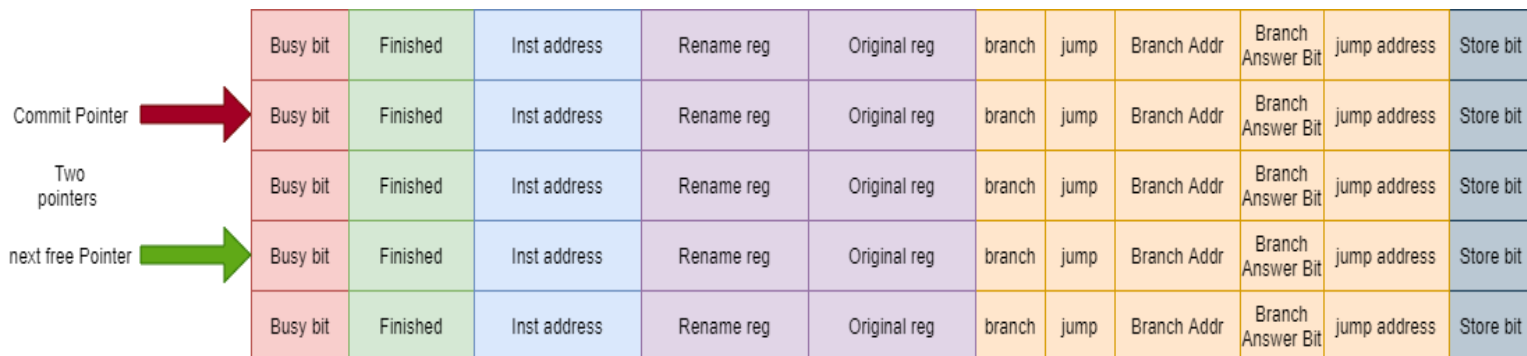 Busy bit Finished Inst address Rename reg Original reg branch jump Branch Addr Branch Answer Bit jump address Store bit
Commit Pointer Busy bit Finished Inst address Rename reg Original reg branch jump Branch Addr Branch Answer Bit jump address Store bit
Two pointers Busy bit Finished Inst address Rename reg Original reg branch jump Branch Addr Branch Answer Bit jump address Store bit
next free Pointer Busy bit Finished Inst address Rename reg Original reg branch jump Branch Addr Branch Answer Bit jump address Store bit
Busy bit Finished Inst address Rename reg Original reg branch jump Branch Addr Branch Answer Bit jump address Store bit